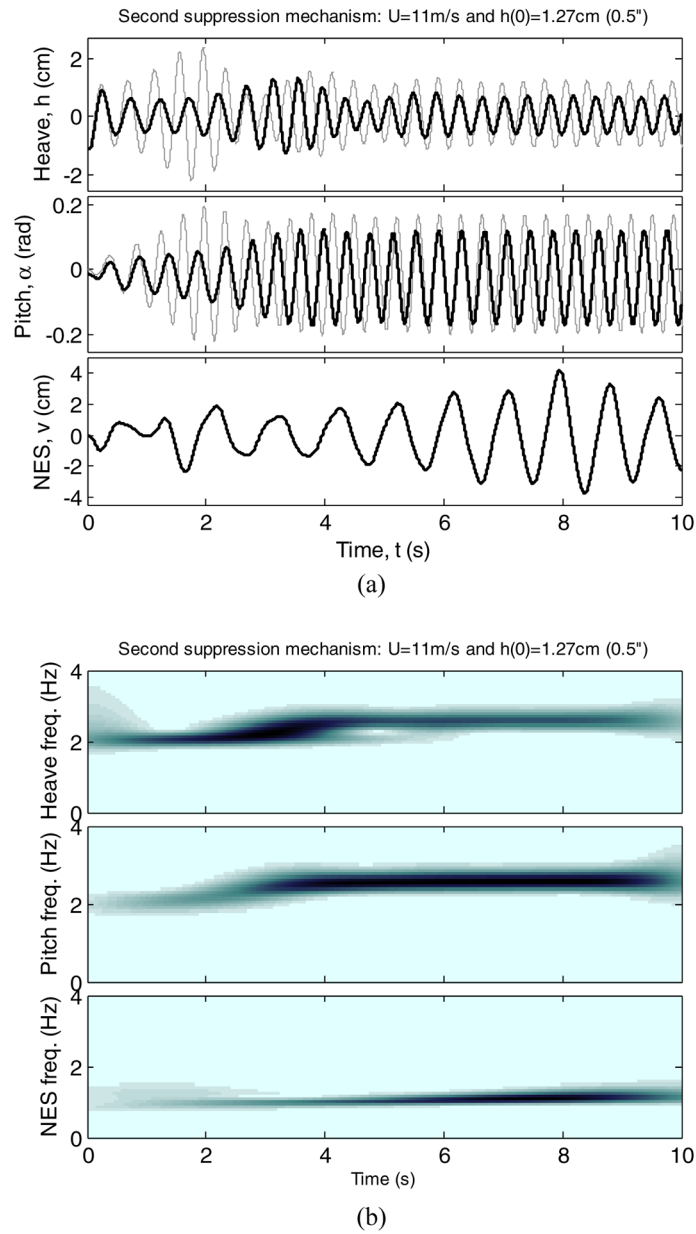 Second suppression mechanism: U=11m/s and h(0)=1.27cm (0.5")
Heave, h (cm)
2
0
-2
Pitch, α (rad)
0.2
0
-0.2
NES, v (cm)
4
2
0
-2
-4
0 2 4 6 8 10
Time, t (s)
(a)
Second suppression mechanism: U=11m/s and h(0)=1.27cm (0.5")
Heave freq. (Hz)
4
2
0
Pitch freq. (Hz)
4
2
0
NES freq. (Hz)
4
2
0
0 2 4 6 8 10
Time (s)
(b)